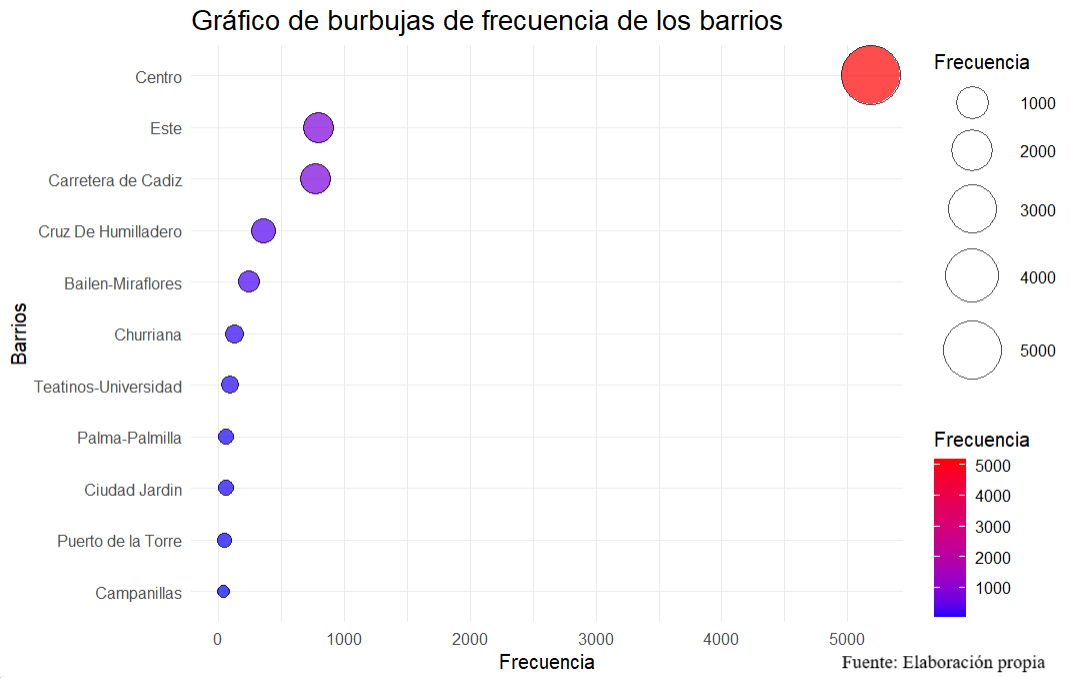 Gráfico de burbujas de frecuencia de los barrios
Barrios
Centro
Este
Carretera de Cadiz
Cruz De Humilladero
Bailen-Miraflores
Churriana
Teatinos-Universidad
Palma-Palmilla
Ciudad Jardin
Puerto de la Torre
Campanillas
0 1000 2000 3000 4000 5000
Frecuencia
Frecuencia
1000
2000
3000
4000
5000
Frecuencia
5000
4000
3000
2000
1000
Fuente: Elaboración propia